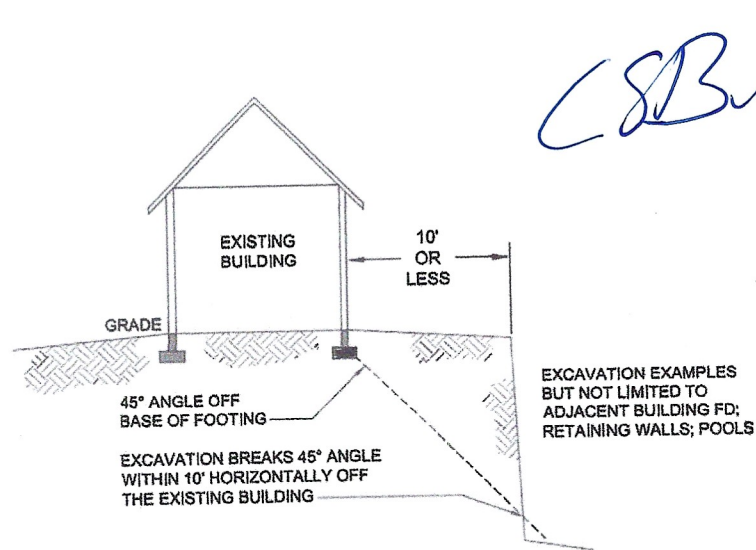 EXISTING
BUILDING
10'
OR
LESS
GRADE
45° ANGLE OFF
BASE OF FOOTING
EXCAVATION BREAKS 45° ANGLE
WITHIN 10' HORIZONTALLY OFF
THE EXISTING BUILDING
EXCAVATION EXAMPLES
BUT NOT LIMITED TO
ADJACENT BUILDING FD;
RETAINING WALLS; POOLS